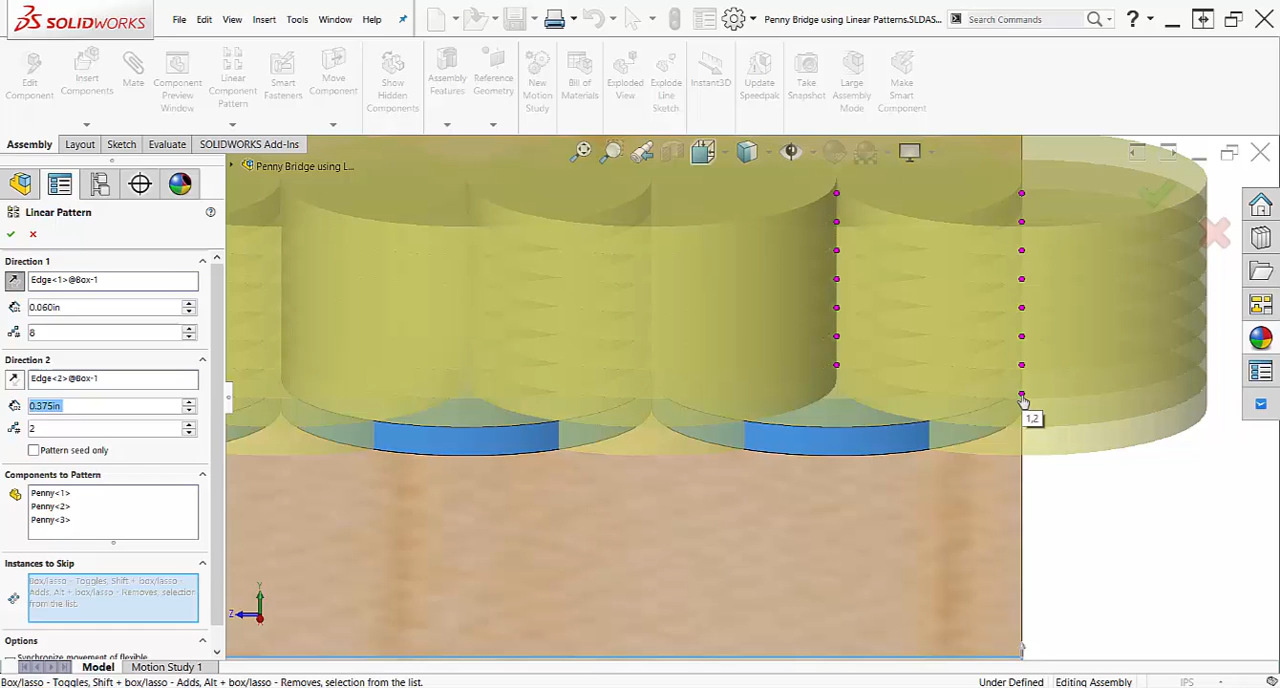 SOLIDWORKS
File Edit View Insert Tools Window Help
Penny Bridge using Linear Patterns.SLDAS...
Search Commands
Edit Component
Insert Components
Mate
Component Preview Window
Linear Component Pattern
Smart Fasteners
Move Component
Show Hidden Components
Assembly Features
Reference Geometry
New Motion Study
Bill of Materials
Exploded View
Explode Line Sketch
Instant3D
Update Speedpak
Take Snapshot
Large Assembly Mode
Make Smart Component
Assembly Layout Sketch Evaluate SOLIDWORKS Add-Ins
Penny Bridge using L...
Linear Pattern
Direction 1
Edge<1>@Box-1
0.060in
8
Direction 2
Edge<2>@Box-1
0.375in
2
Pattern seed only
Components to Pattern
Penny<1>
Penny<2>
Penny<3>
Instances to Skip
Box/lasso - Toggles, Shift + box/lasso -
Adds, Alt + box/lasso - Removes, selection
from the list.
Options
Synchronize movement of flexible
1,2
Y
Z
X
Model Motion Study 1
Box/lasso - Toggles, Shift + box/lasso - Adds, Alt + box/lasso - Removes, selection from the list.
Under Defined Editing Assembly IPS